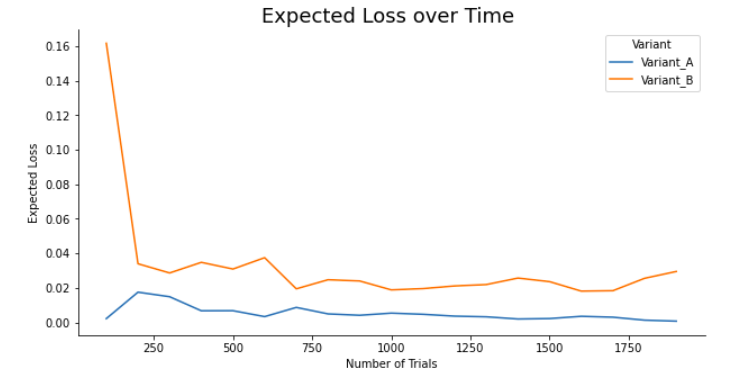 Expected Loss over Time
Variant
Variant_A
Variant_B
Expected Loss
0.16
0.14
0.12
0.10
0.08
0.06
0.04
0.02
0.00
250
500
750
1000
1250
1500
1750
Number of Trials